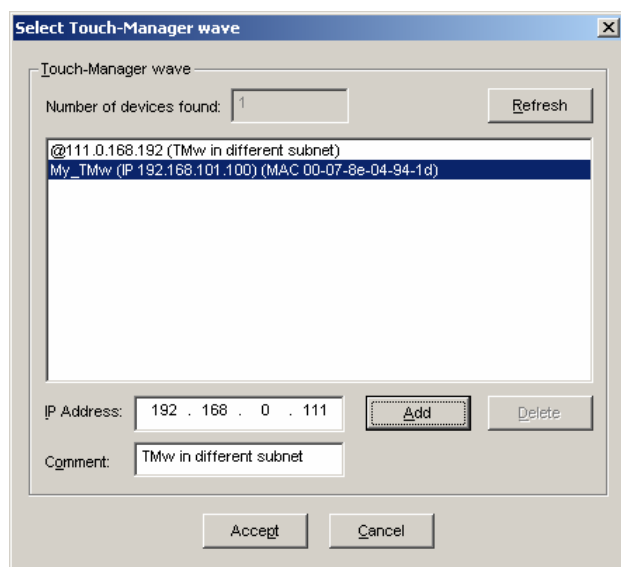 Select Touch-Manager wave
Touch-Manager wave
Number of devices found: 1
Refresh
@111.0.168.192 (TMw in different subnet)
My_TMw (IP 192.168.101.100) (MAC 00-07-8e-04-94-1d)
IP Address: 192 . 168 . 0 . 111
Add
Delete
Comment: TMw in different subnet
Accept
Cancel